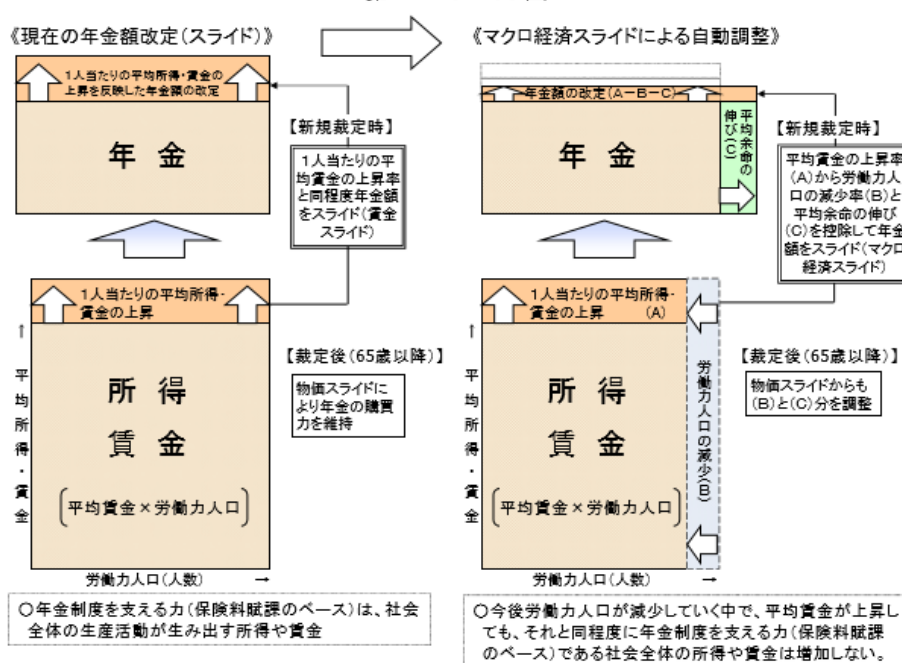 《現在の年金額改定(スライド)》
1人当たりの平均所得・賃金の
上昇を反映した年金額の改定
年 金
【新規裁定時】
1人当たりの平
均賃金の上昇率
と同程度年金額
をスライド(賃金
スライド)
1人当たりの平均所得・
賃金の上昇
↑
平均所得・賃金
所 得
賃 金
平均賃金×労働力人口
【裁定後(65歳以降)】
物価スライドに
より年金の購買
力を維持
労働力人口(人数) →
○年金制度を支える力(保険料賦課のベース)は、社会
全体の生産活動が生み出す所得や賃金
《マクロ経済スライドによる自動調整》
年金額の改定(A-B-C)
年 金
平均余命の
伸び(C)
【新規裁定時】
平均賃金の上昇率
(A)から労働力人
口の減少率(B)と
平均余命の伸び
(C)を控除して年金
額をスライド(マクロ
経済スライド)
1人当たりの平均所得・
賃金の上昇 (A)
↑
平均所得・賃金
所 得
賃 金
平均賃金×労働力人口
労働力人口の減少(B)
【裁定後(65歳以降)】
物価スライドからも
(B)と(C)分を調整
労働力人口(人数) →
○今後労働力人口が減少していく中で、平均賃金が上昇し
ても、それと同程度に年金制度を支える力(保険料賦課
のベース)である社会全体の所得や賃金は増加しない。